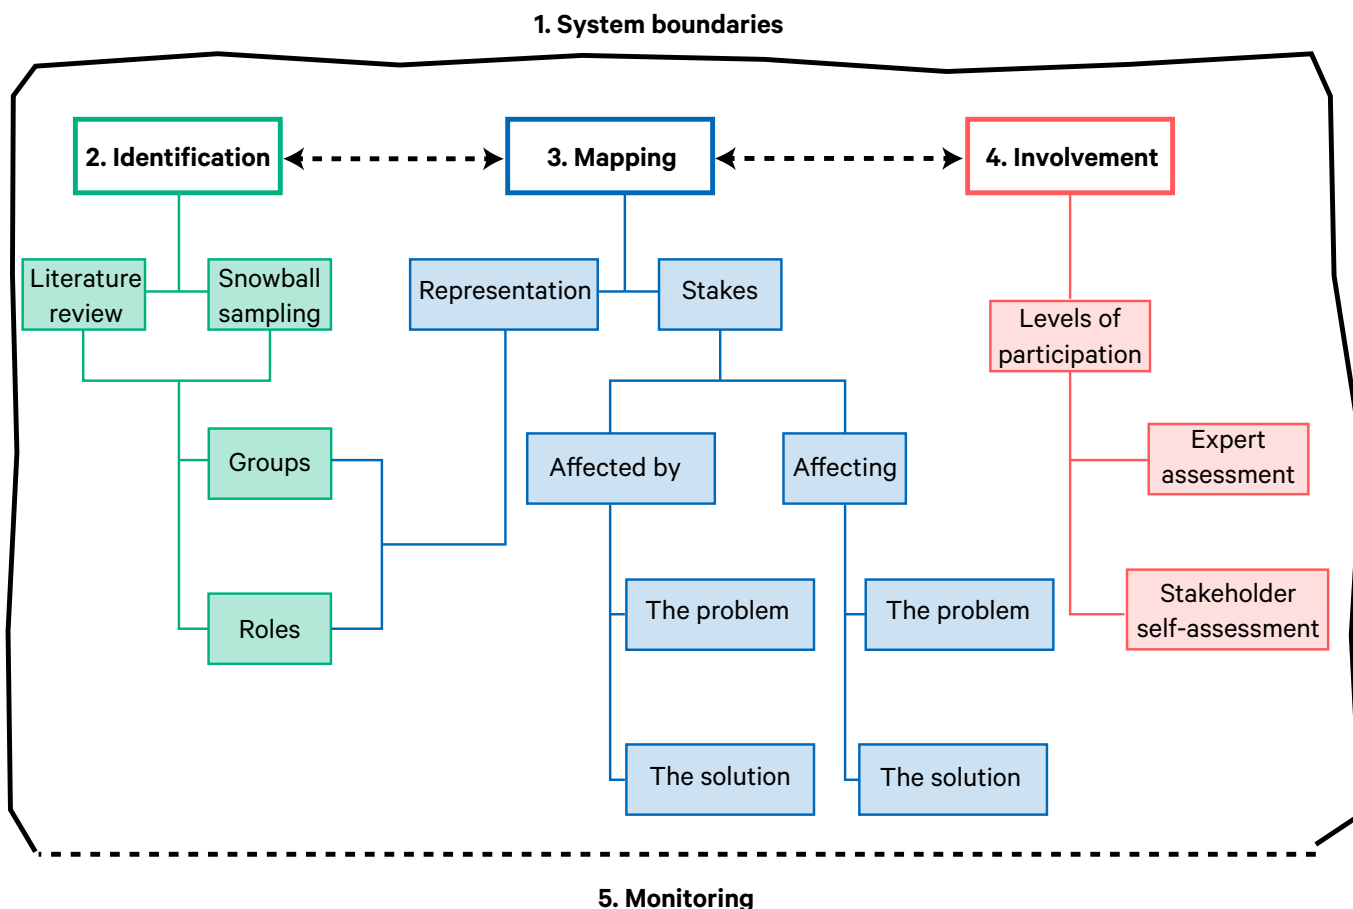 1. System boundaries
2. Identification
3. Mapping
4. Involvement
Literature
review
Snowball
sampling
Representation
Stakes
Levels of
participation
Groups
Affected by
Affecting
Expert
assessment
Roles
The problem
The problem
Stakeholder
self-assessment
The solution
The solution
5. Monitoring